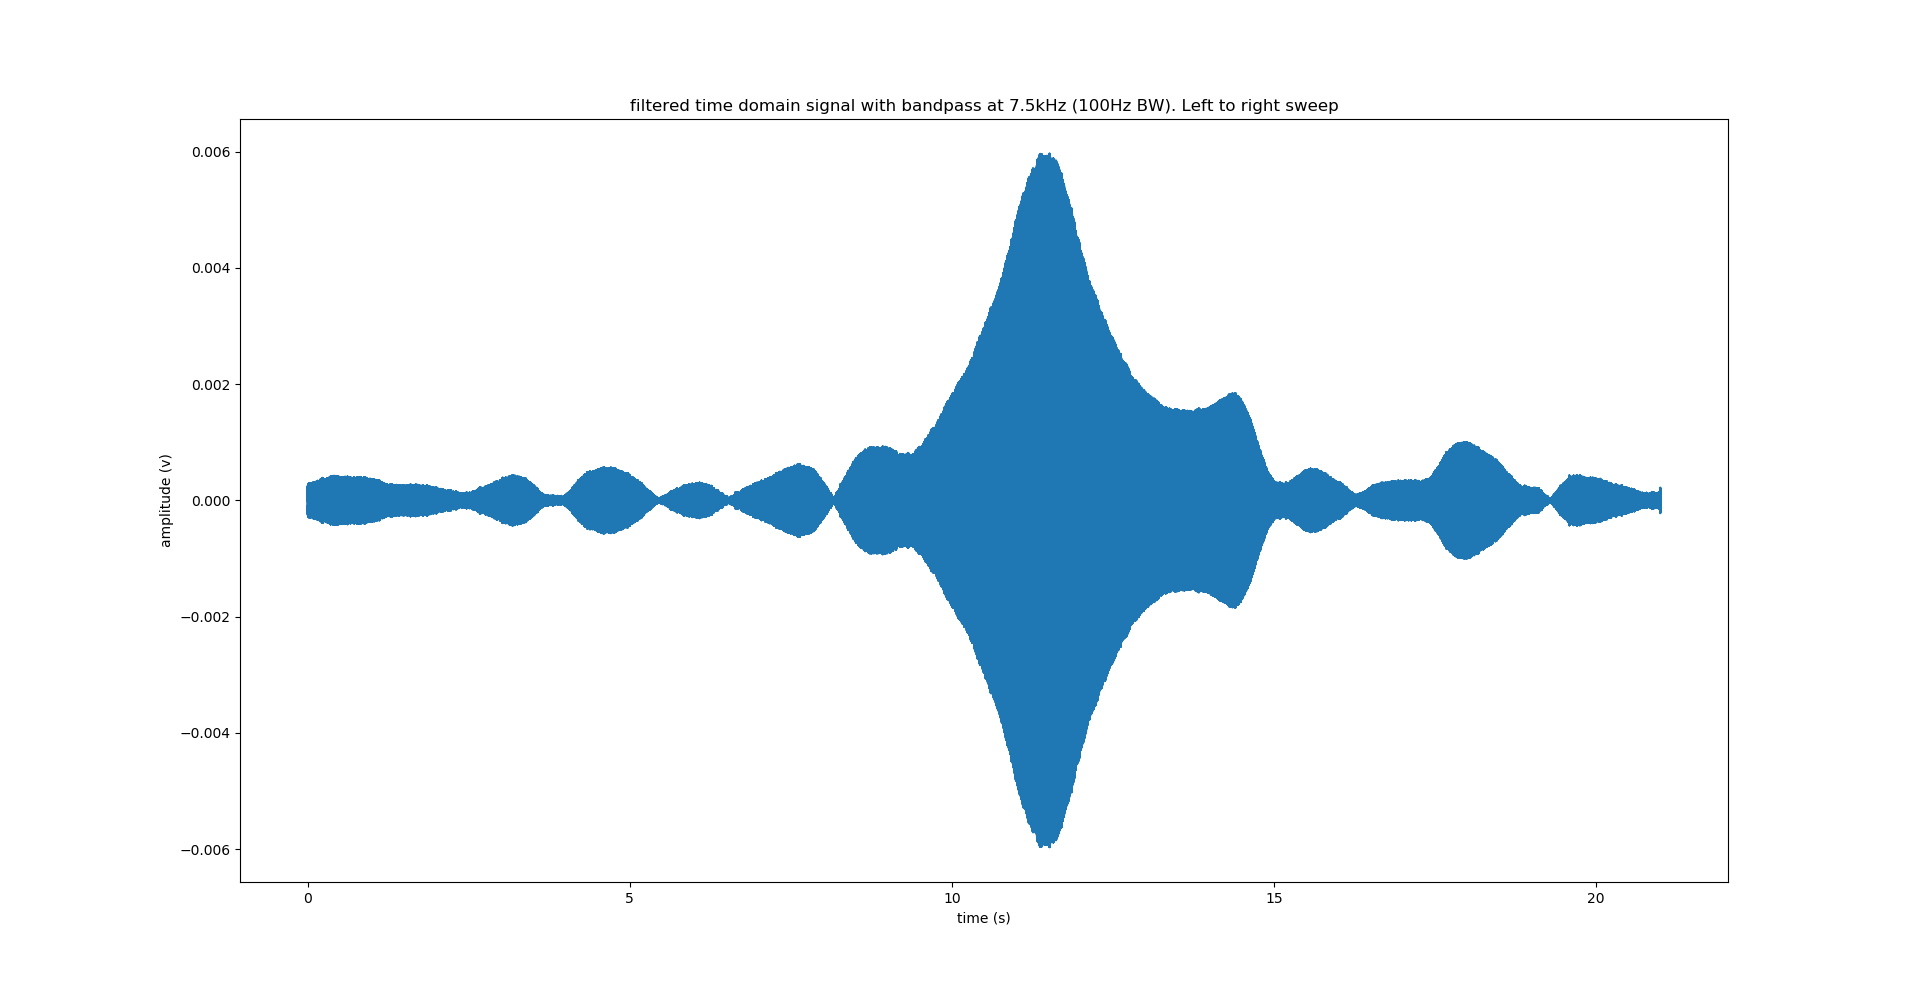 filtered time domain signal with bandpass at 7.5kHz (100Hz BW). Left to right sweep
0.006
0.004
0.002
0.000
−0.002
−0.004
−0.006
amplitude (v)
0 5 10 15 20
time (s)